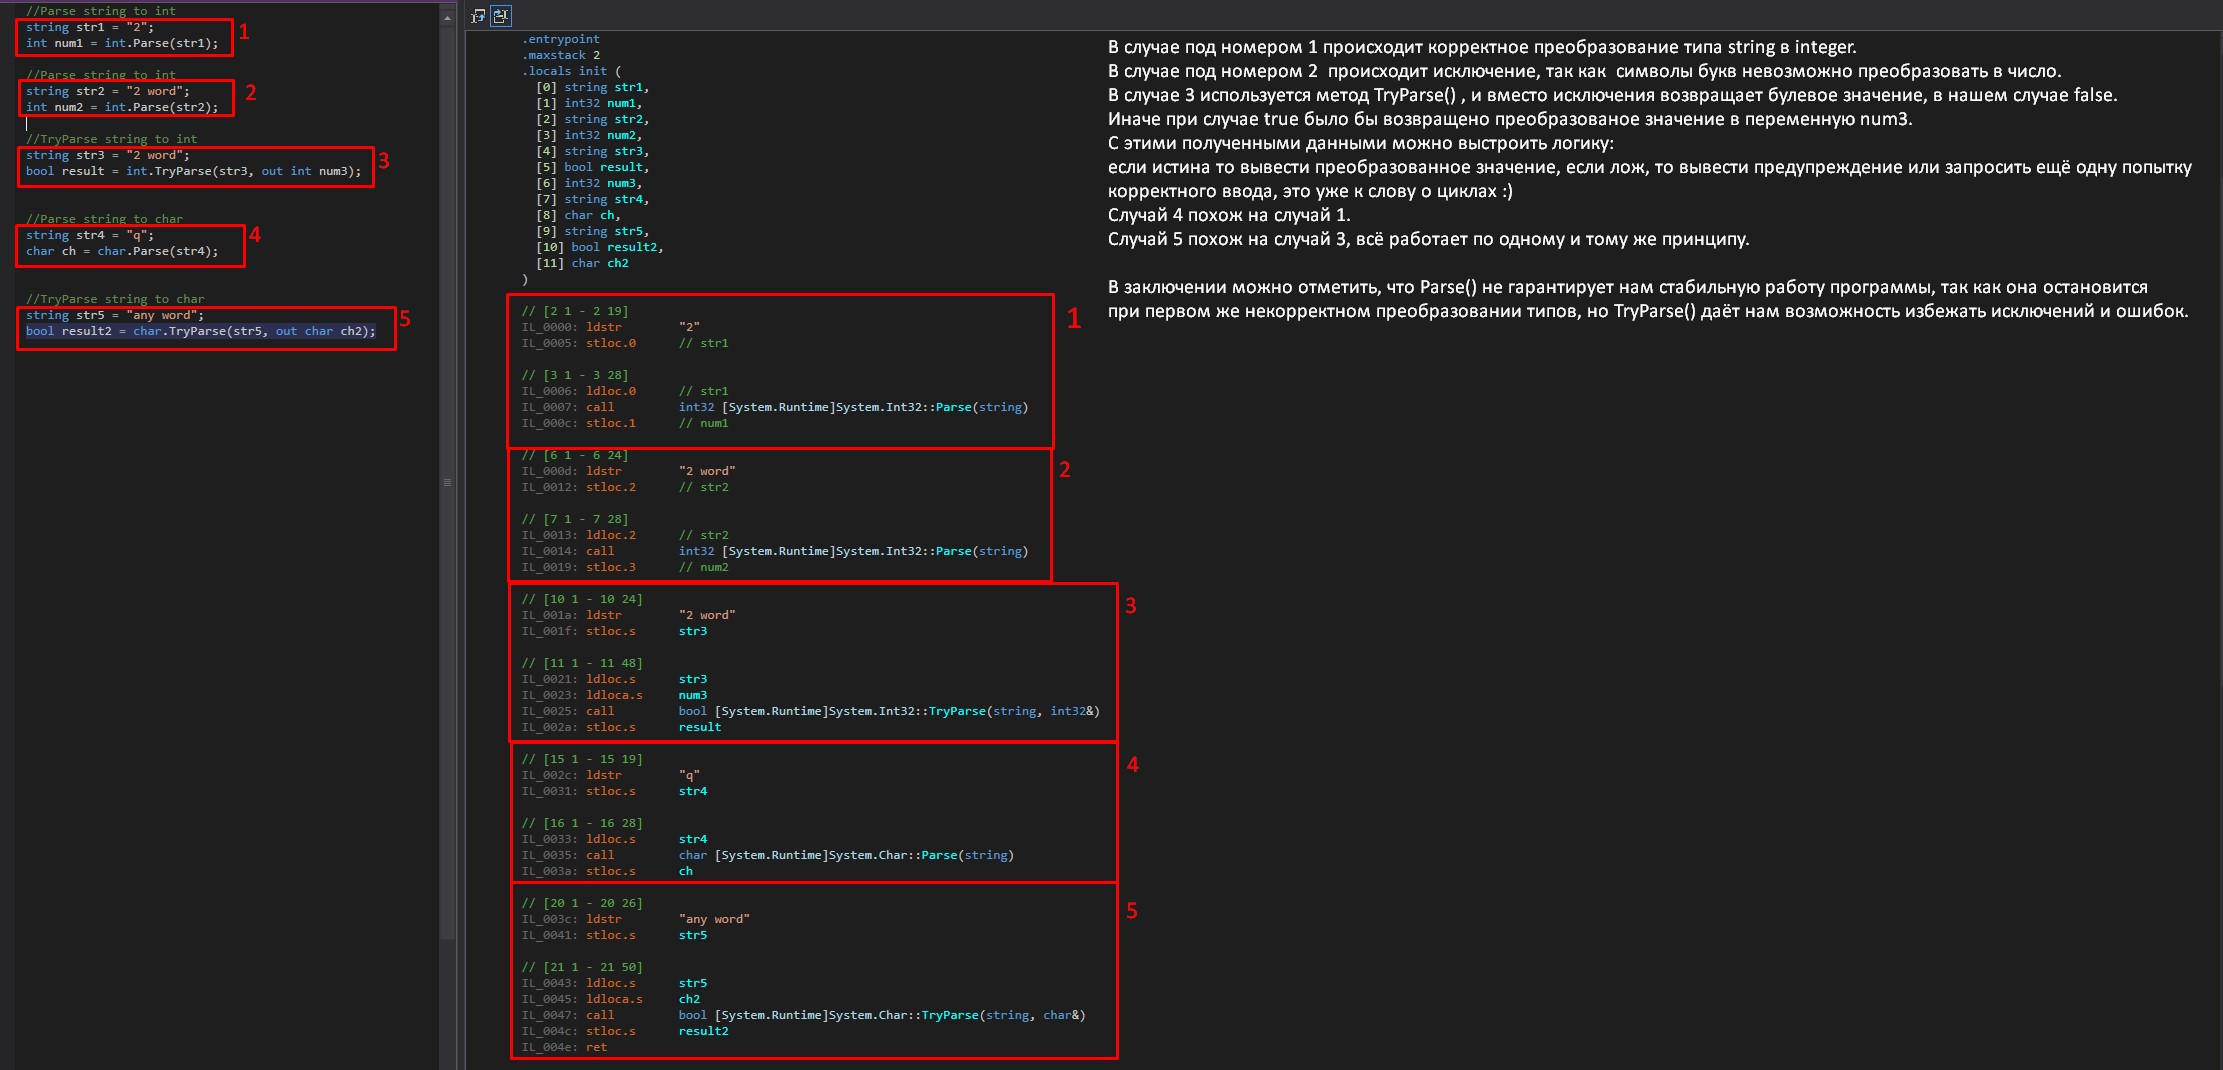 //Parse string to int
string str1 = "2";
int num1 = int.Parse(str1);
1
//Parse string to int
string str2 = "2 word";
int num2 = int.Parse(str2);
2
//TryParse string to int
string str3 = "2 word";
bool result = int.TryParse(str3, out int num3);
3
//Parse string to char
string str4 = "q";
char ch = char.Parse(str4);
4
//TryParse string to char
string str5 = "any word";
bool result2 = char.TryParse(str5, out char ch2);
5
.entrypoint
.maxstack 2
.locals init (
[0] string str1,
[1] int32 num1,
[2] string str2,
[3] int32 num2,
[4] string str3,
[5] bool result,
[6] int32 num3,
[7] string str4,
[8] char ch,
[9] string str5,
[10] bool result2,
[11] char ch2
)
// [2 1 - 2 19]
IL_0000: ldstr "2"
IL_0005: stloc.0 // str1
// [3 1 - 3 28]
IL_0006: ldloc.0 // str1
IL_0007: call int32 [System.Runtime]System.Int32::Parse(string)
IL_000c: stloc.1 // num1
1
// [6 1 - 6 24]
IL_000d: ldstr "2 word"
IL_0012: stloc.2 // str2
// [7 1 - 7 28]
IL_0013: ldloc.2 // str2
IL_0014: call int32 [System.Runtime]System.Int32::Parse(string)
IL_0019: stloc.3 // num2
2
// [10 1 - 10 24]
IL_001a: ldstr "2 word"
IL_001f: stloc.s str3
// [11 1 - 11 48]
IL_0021: ldloc.s str3
IL_0023: ldloca.s num3
IL_0025: call bool [System.Runtime]System.Int32::TryParse(string, int32&)
IL_002a: stloc.s result
3
// [15 1 - 15 19]
IL_002c: ldstr "q"
IL_0031: stloc.s str4
// [16 1 - 16 28]
IL_0033: ldloc.s str4
IL_0035: call char [System.Runtime]System.Char::Parse(string)
IL_003a: stloc.s ch
4
// [20 1 - 20 26]
IL_003c: ldstr "any word"
IL_0041: stloc.s str5
// [21 1 - 21 50]
IL_0043: ldloc.s str5
IL_0045: ldloca.s ch2
IL_0047: call bool [System.Runtime]System.Char::TryParse(string, char&)
IL_004c: stloc.s result2
IL_004e: ret
5
В случае под номером 1 происходит корректное преобразование типа string в integer.
В случае под номером 2 происходит исключение, так как символы букв невозможно преобразовать в число.
В случае 3 используется метод TryParse() , и вместо исключения возвращает булевое значение, в нашем случае false.
Иначе при случае true было бы возвращено преобразованое значение в переменную num3.
С этими полученными данными можно выстроить логику:
если истина то вывести преобразованное значение, если лож, то вывести предупреждение или запросить ещё одну попытку
корректного ввода, это уже к слову о циклах :)
Случай 4 похож на случай 1.
Случай 5 похож на случай 3, всё работает по одному и тому же принципу.
В заключении можно отметить, что Parse() не гарантирует нам стабильную работу программы, так как она остановится
при первом же некорректном преобразовании типов, но TryParse() даёт нам возможность избежать исключений и ошибок.